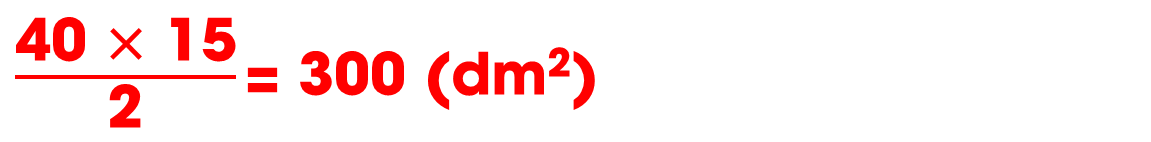 40 × 15
2
= 300 (dm²)